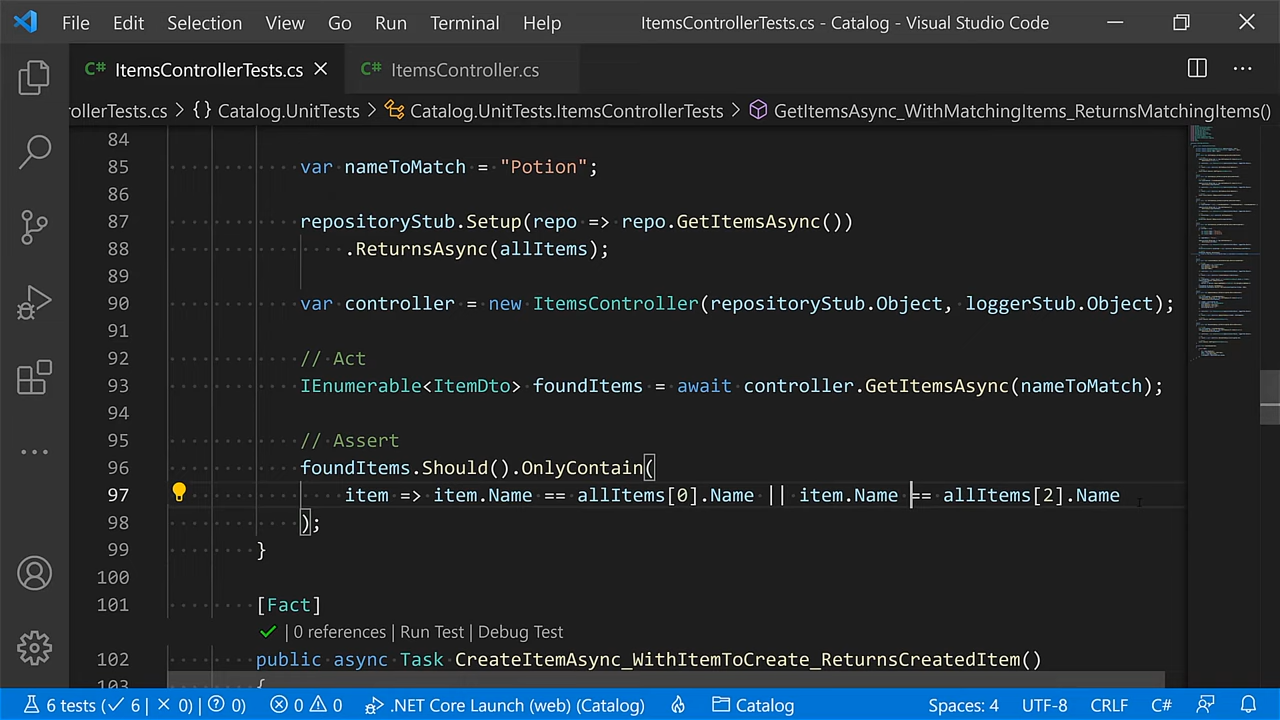 File Edit Selection View Go Run Terminal Help ItemsControllerTests.cs - Catalog - Visual Studio Code
C# ItemsControllerTests.cs C# ItemsController.cs
rollerTests.cs > {} Catalog.UnitTests > Catalog.UnitTests.ItemsControllerTests > GetItemsAsync_WithMatchingItems_ReturnsMatchingItems()
84
85 var nameToMatch = "Potion";
86
87 repositoryStub.Setup(repo => repo.GetItemsAsync())
88 .ReturnsAsync(allItems);
89
90 var controller = new ItemsController(repositoryStub.Object, loggerStub.Object);
91
92 // Act
93 IEnumerable<ItemDto> foundItems = await controller.GetItemsAsync(nameToMatch);
94
95 // Assert
96 foundItems.Should().OnlyContain(
97 item => item.Name == allItems[0].Name || item.Name == allItems[2].Name
98 );
99 }
100
101 [Fact]
✓ | 0 references | Run Test | Debug Test
102 public async Task CreateItemAsync_WithItemToCreate_ReturnsCreatedItem()
103 {
6 tests (✓ 6 | ✕ 0) | ? 0) 0 0 .NET Core Launch (web) (Catalog) Catalog Spaces: 4 UTF-8 CRLF C#